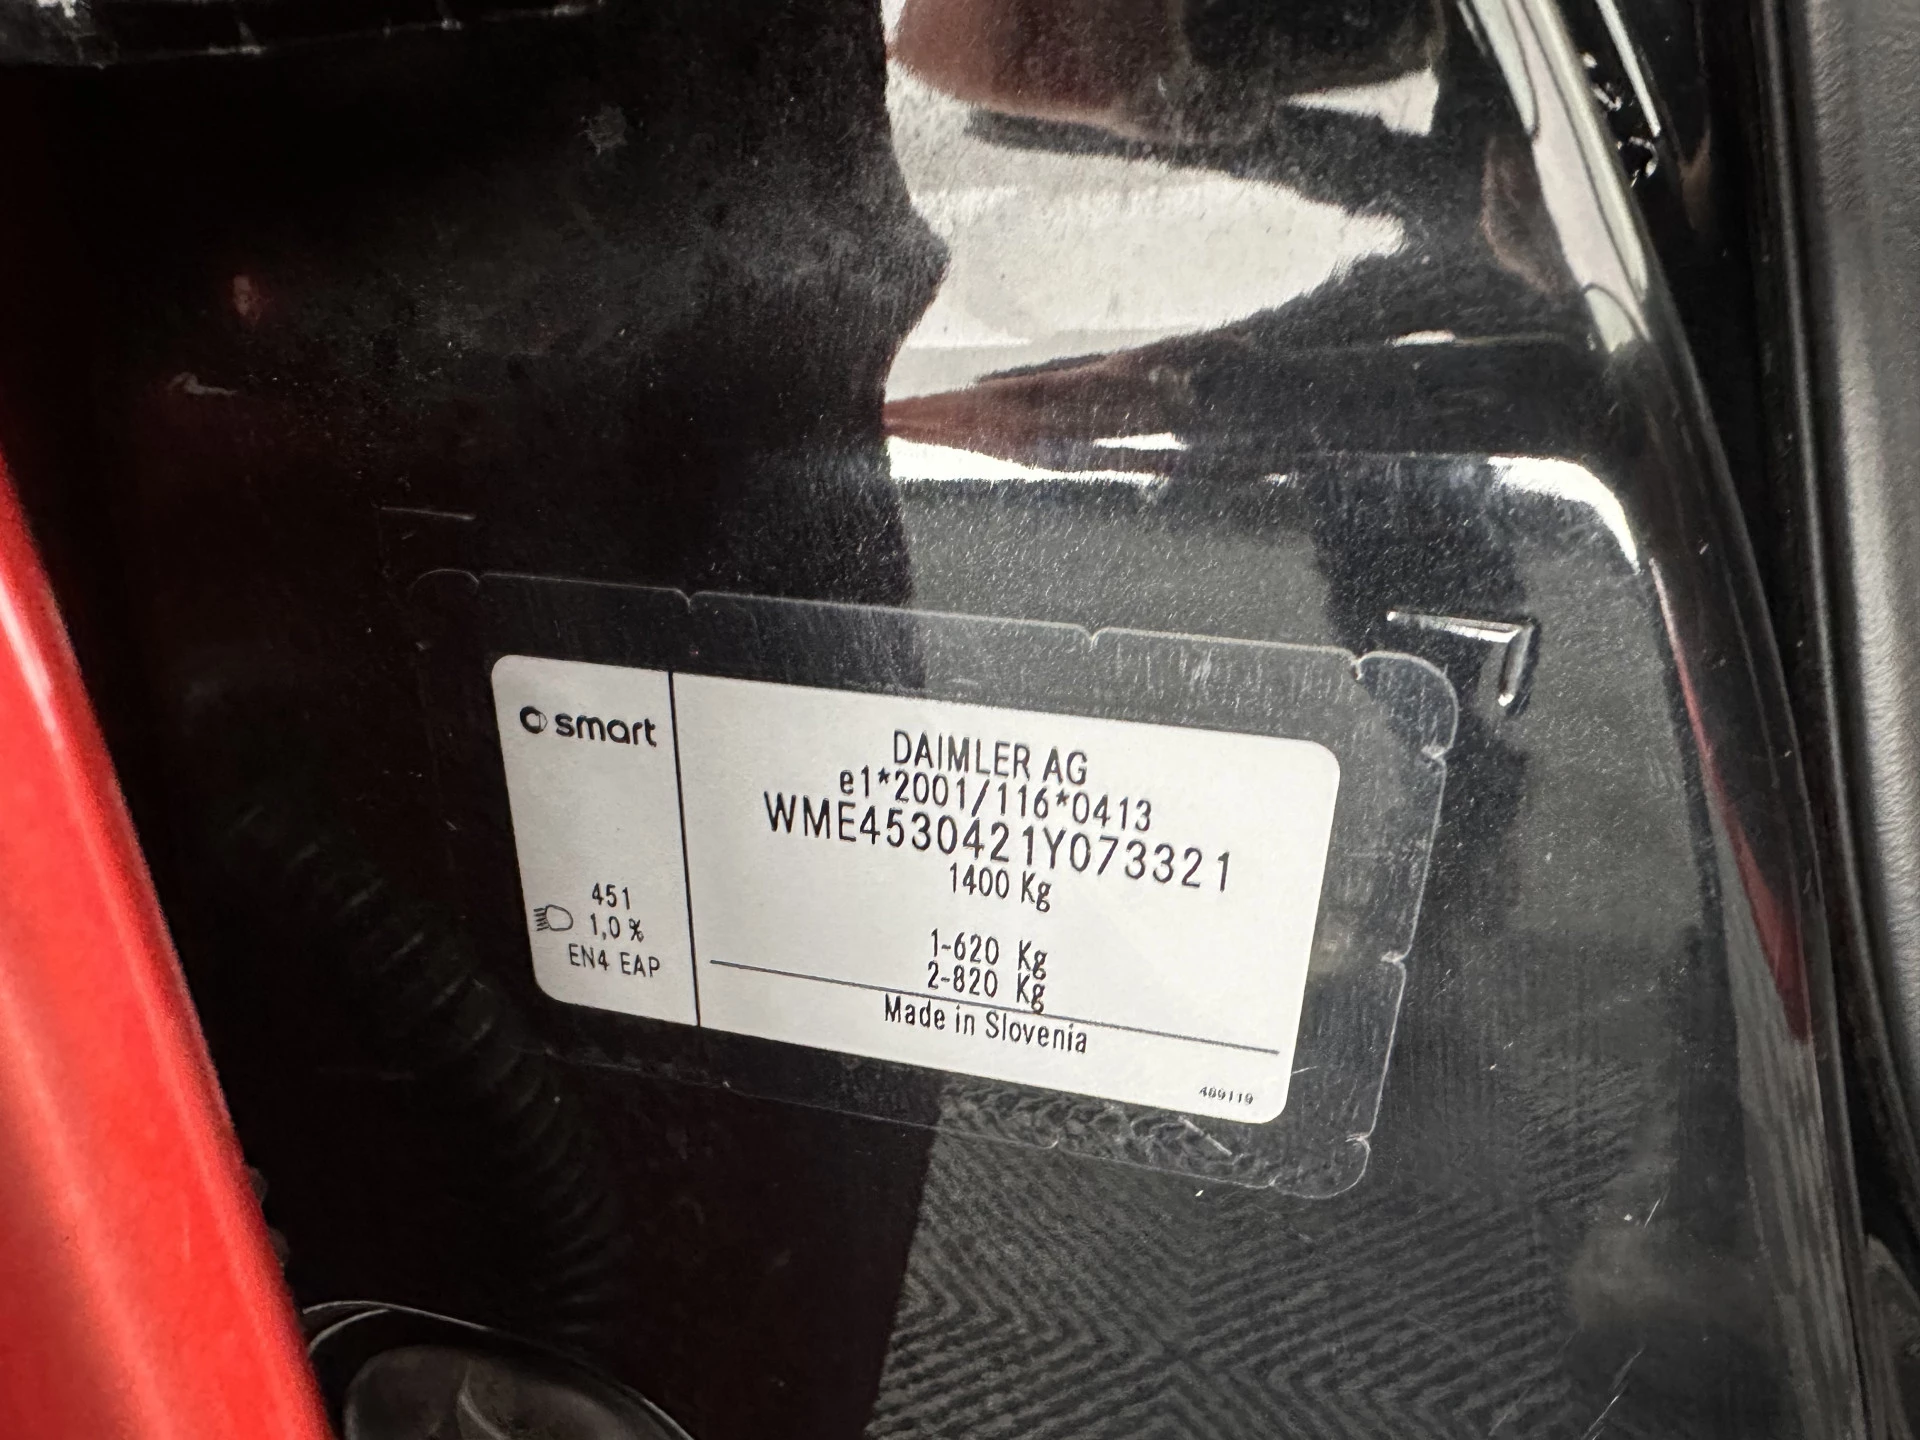 smart
DAIMLER AG
e1*2001/116*0413
WME4530421Y073321
1400 Kg
1-620 Kg
2-820 Kg
Made in Slovenia
451
1,0 %
EN4 EAP
489119